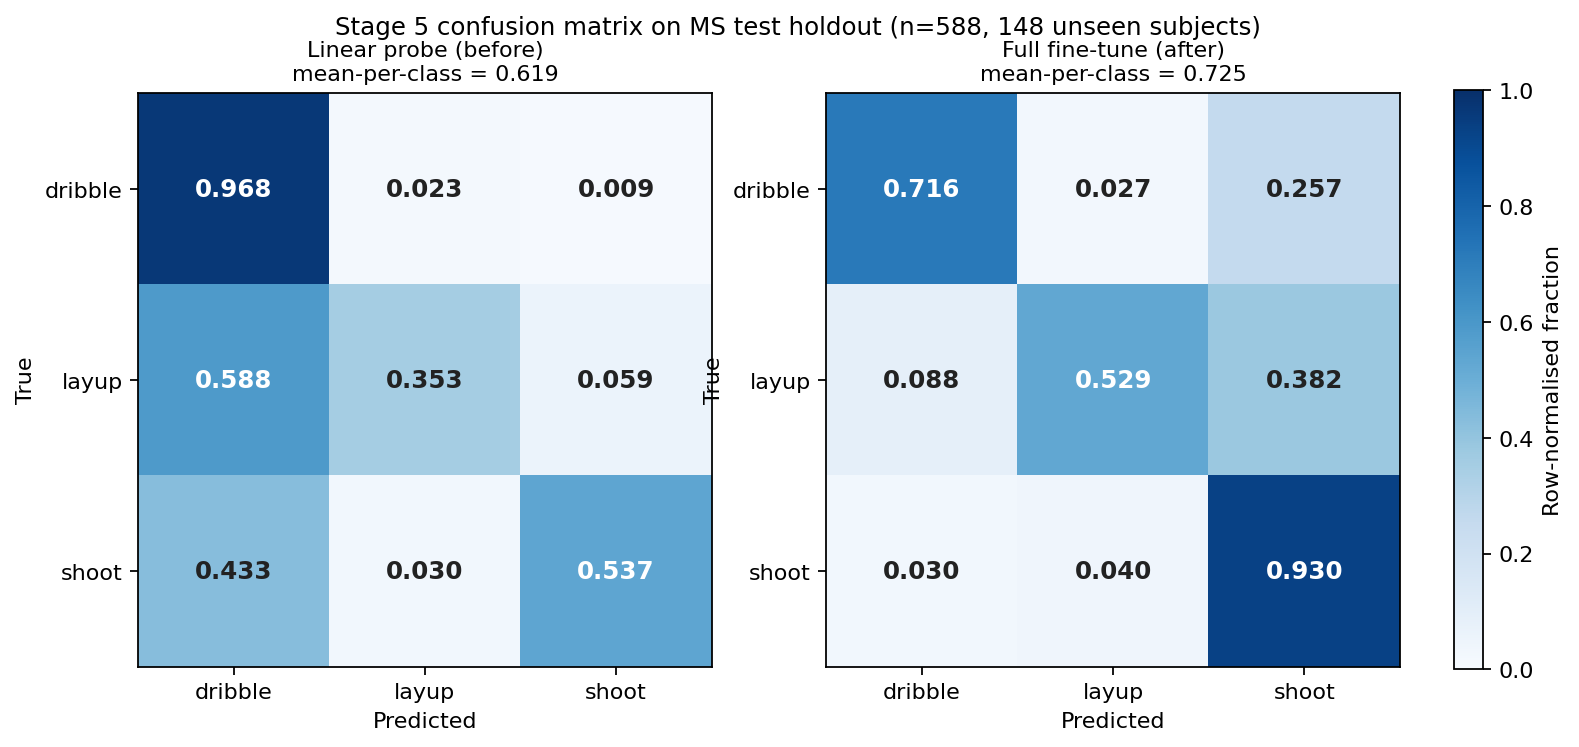 Stage 5 confusion matrix on MS test holdout (n=588, 148 unseen subjects)
Linear probe (before)
mean-per-class = 0.619
dribble 0.968 0.023 0.009
layup 0.588 0.353 0.059
shoot 0.433 0.030 0.537
dribble layup shoot
Predicted
True
Full fine-tune (after)
mean-per-class = 0.725
dribble 0.716 0.027 0.257
layup 0.088 0.529 0.382
shoot 0.030 0.040 0.930
dribble layup shoot
Predicted
True
1.0
0.8
0.6
0.4
0.2
0.0
Row-normalised fraction